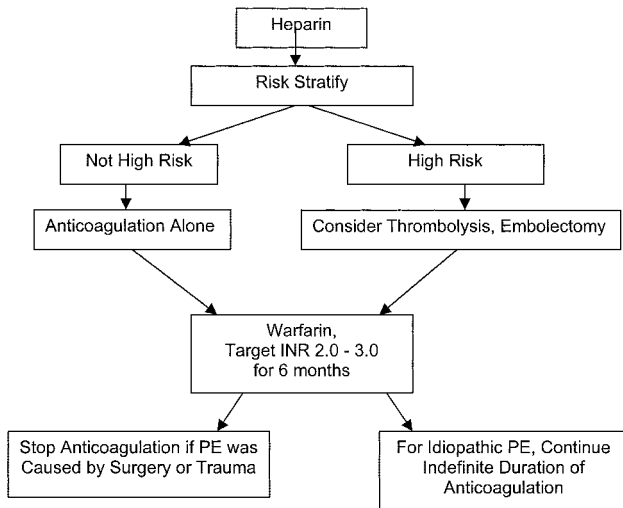 Heparin
Risk Stratify
Not High Risk
High Risk
Anticoagulation Alone
Consider Thrombolysis, Embolectomy
Warfarin,
Target INR 2.0 - 3.0
for 6 months
Stop Anticoagulation if PE was
Caused by Surgery or Trauma
For Idiopathic PE, Continue
Indefinite Duration of
Anticoagulation